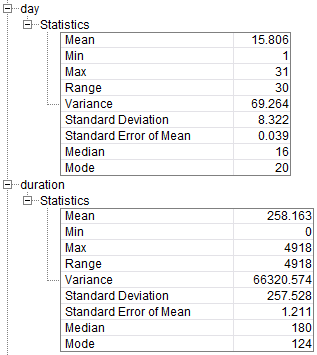 day
Statistics
Mean 15.806
Min 1
Max 31
Range 30
Variance 69.264
Standard Deviation 8.322
Standard Error of Mean 0.039
Median 16
Mode 20
duration
Statistics
Mean 258.163
Min 0
Max 4918
Range 4918
Variance 66320.574
Standard Deviation 257.528
Standard Error of Mean 1.211
Median 180
Mode 124